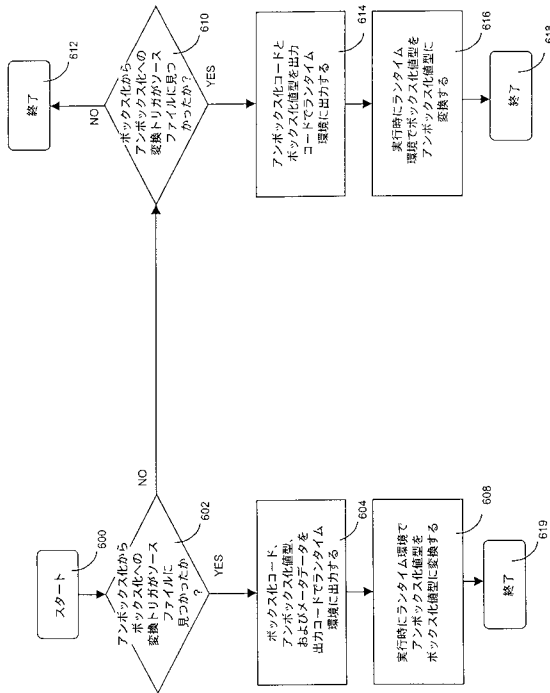 スタート
600
アンボックス化から
ボックス化への
変換トリガがソース
ファイルに
見つかったか
?
602
NO
YES
ボックス化コード、
アンボックス化値型、
およびメータデータを
出力コードでランタイム
環境に出力する
604
実行時にランタイム環境で
アンボックス化値型を
ボックス化値型に変換する
608
終了
619
ボックス化から
アンボックス化への
変換トリガがソース
ファイルに見つ
かったか?
610
NO
終了
612
YES
アンボックス化コードと
ボックス化値型を出力
コードでランタイム
環境に出力する
614
実行時にランタイム
環境でボックス化値型を
アンボックス化値型に
変換する
616
終了
618